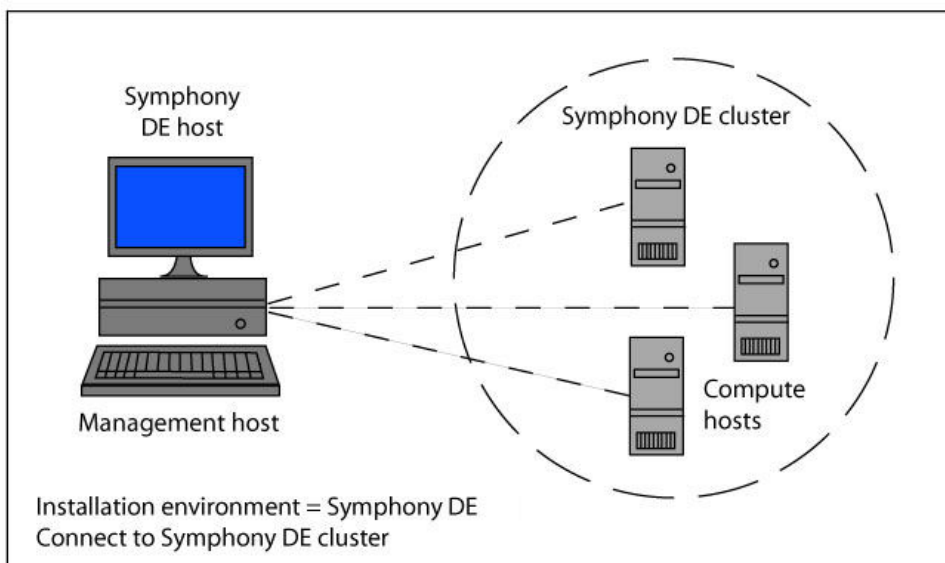 Symphony
DE host
Symphony DE cluster
Management host
Compute
hosts
Installation environment = Symphony DE
Connect to Symphony DE cluster